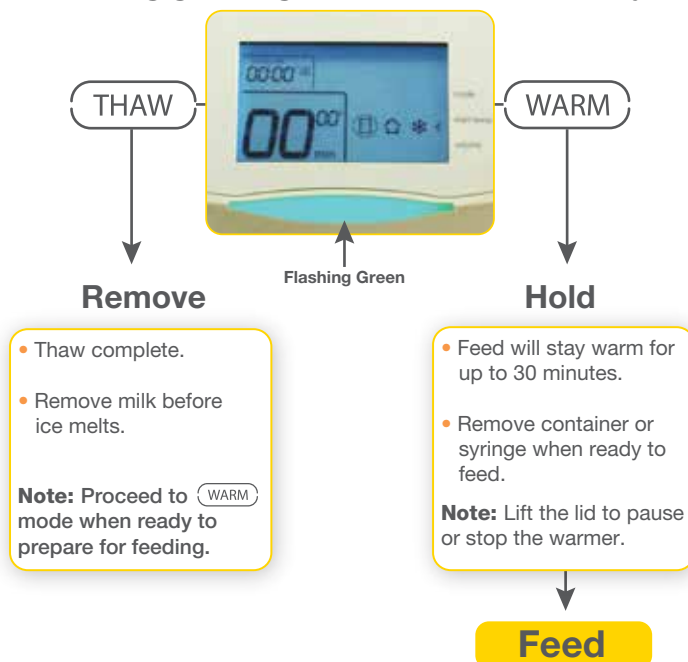 THAW
00:00
00 00
min
WARM
Flashing Green
Remove
Hold
• Thaw complete.
• Remove milk before
ice melts.
Note: Proceed to WARM
mode when ready to
prepare for feeding.
• Feed will stay warm for
up to 30 minutes.
• Remove container or
syringe when ready to
feed.
Note: Lift the lid to pause
or stop the warmer.
Feed